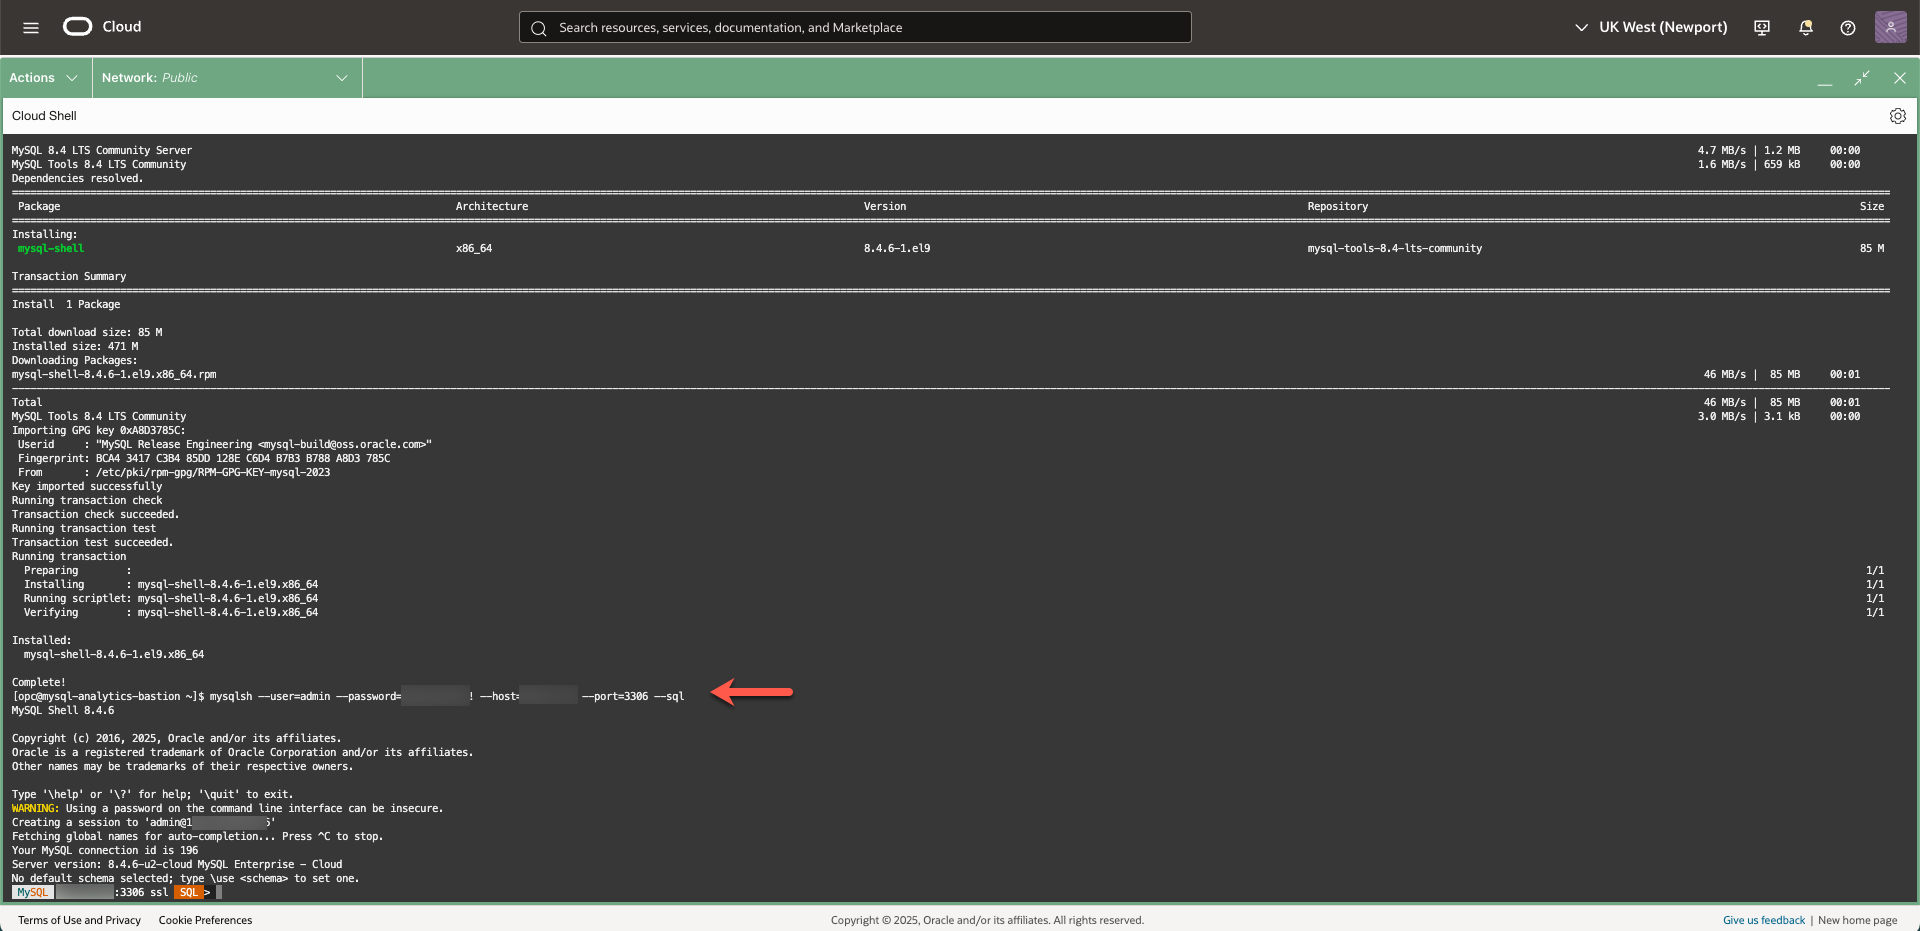 Cloud
Search resources, services, documentation, and Marketplace
UK West (Newport)
Actions
Network: Public
Cloud Shell
MySQL 8.4 LTS Community Server 4.7 MB/s | 1.2 MB 00:00
MySQL Tools 8.4 LTS Community 1.6 MB/s | 659 kB 00:00
Dependencies resolved.
Package Architecture Version Repository Size
Installing:
mysql-shell x86_64 8.4.6-1.el9 mysql-tools-8.4-lts-community 85 M
Transaction Summary
Install 1 Package
Total download size: 85 M
Installed size: 471 M
Downloading Packages:
mysql-shell-8.4.6-1.el9.x86_64.rpm 46 MB/s | 85 MB 00:01
Total 46 MB/s | 85 MB 00:01
MySQL Tools 8.4 LTS Community 3.0 MB/s | 3.1 kB 00:00
Importing GPG key 0xA8D3785C:
Userid : "MySQL Release Engineering <mysql-build@oss.oracle.com>"
Fingerprint: BCA4 3417 C3B4 85DD 128E C6D4 B7B3 B788 A8D3 785C
From : /etc/pki/rpm-gpg/RPM-GPG-KEY-mysql-2023
Key imported successfully
Running transaction check
Transaction check succeeded.
Running transaction test
Transaction test succeeded.
Running transaction
Preparing : 1/1
Installing : mysql-shell-8.4.6-1.el9.x86_64 1/1
Running scriptlet: mysql-shell-8.4.6-1.el9.x86_64 1/1
Verifying : mysql-shell-8.4.6-1.el9.x86_64 1/1
Installed:
mysql-shell-8.4.6-1.el9.x86_64
Complete!
[opc@mysql-analytics-bastion ~]$ mysqlsh --user=admin --password= ! --host= --port=3306 --sql
MySQL Shell 8.4.6
Copyright (c) 2016, 2025, Oracle and/or its affiliates.
Oracle is a registered trademark of Oracle Corporation and/or its affiliates.
Other names may be trademarks of their respective owners.
Type '\help' or '\?' for help; '\quit' to exit.
WARNING: Using a password on the command line interface can be insecure.
Creating a session to 'admin@1 5'
Fetching global names for auto-completion... Press ^C to stop.
Your MySQL connection id is 196
Server version: 8.4.6-u2-cloud MySQL Enterprise - Cloud
No default schema selected; type \use <schema> to set one.
MySQL :3306 ssl SQL >
Terms of Use and Privacy Cookie Preferences Copyright © 2025, Oracle and/or its affiliates. All rights reserved. Give us feedback | New home page